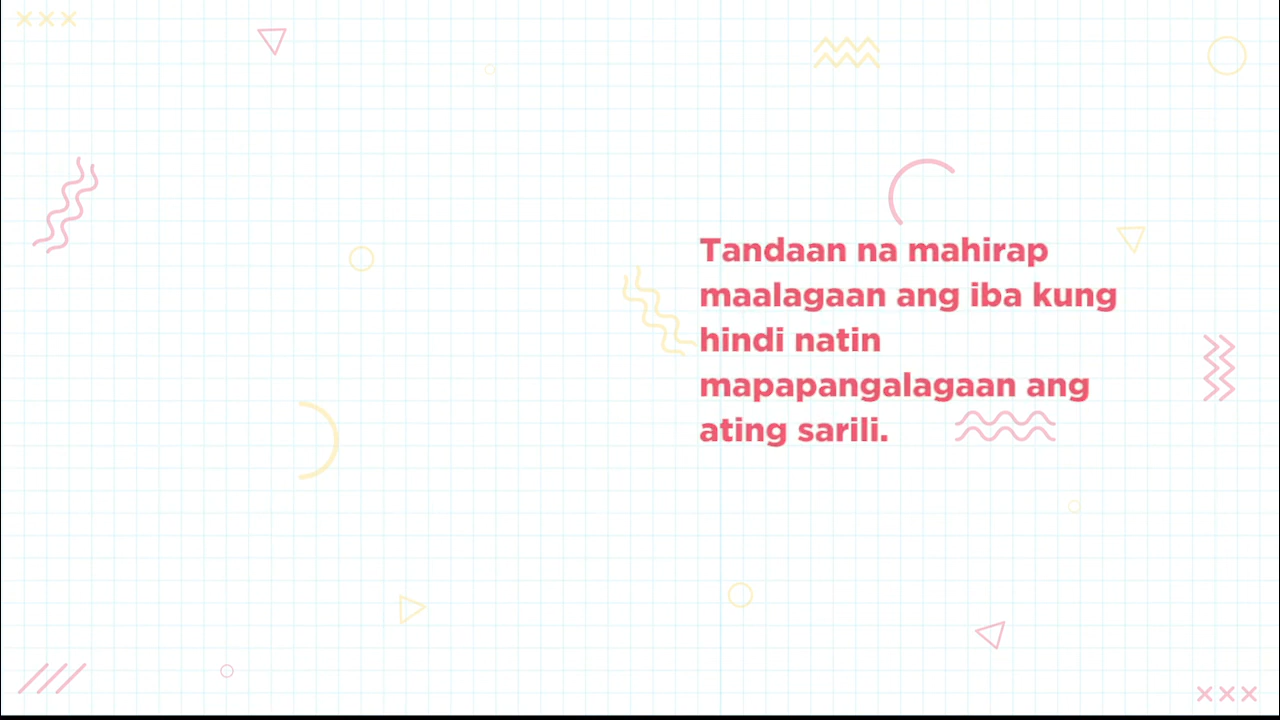 Tandaan na mahirap
maalagaan ang iba kung
hindi natin
mapapangalagaan ang
ating sarili.